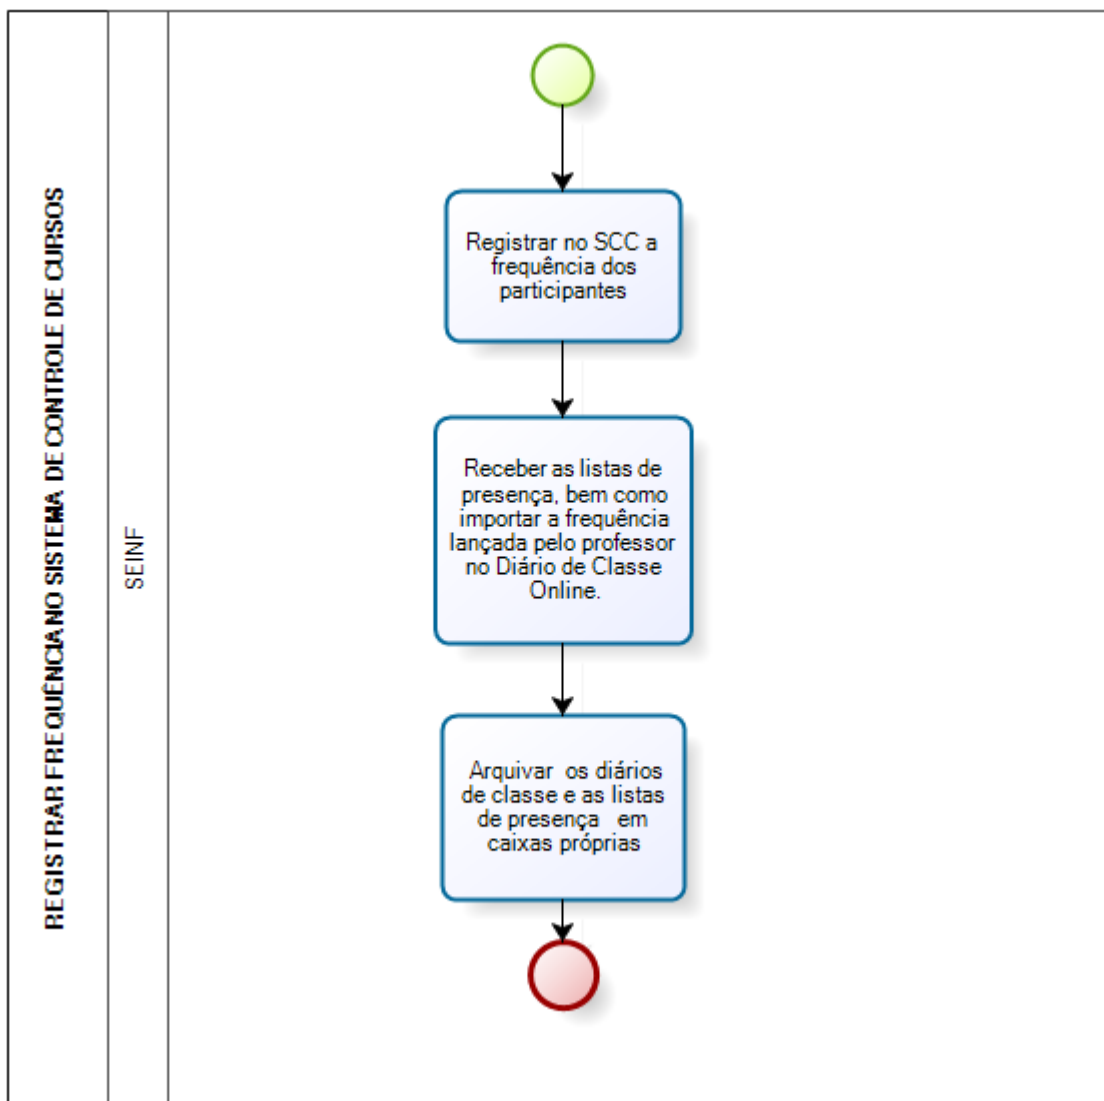 REGISTRAR FREQUÊNCIA NO SISTEMA DE CONTROLE DE CURSOS
SEINF
Registrar no SCC a
frequência dos
participantes
Receber as listas de
presença, bem como
importar a frequência
lançada pelo professor
no Diário de Classe
Online.
Arquivar os diários
de classe e as listas
de presença em
caixas próprias